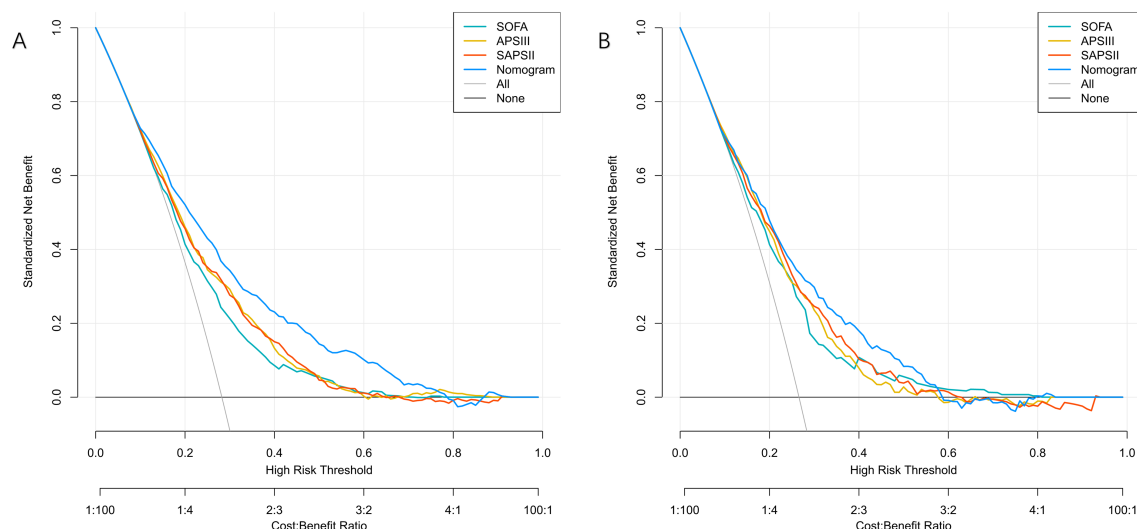 A
SOFA
APSIII
SAPSII
Nomogram
All
None
Standardized Net Benefit
1.0
0.8
0.6
0.4
0.2
0.0
0.0 0.2 0.4 0.6 0.8 1.0
High Risk Threshold
1:100 1:4 2:3 3:2 4:1 100:1
Cost:Benefit Ratio
B
SOFA
APSIII
SAPSII
Nomogram
All
None
Standardized Net Benefit
1.0
0.8
0.6
0.4
0.2
0.0
0.0 0.2 0.4 0.6 0.8 1.0
High Risk Threshold
1:100 1:4 2:3 3:2 4:1 100:1
Cost:Benefit Ratio